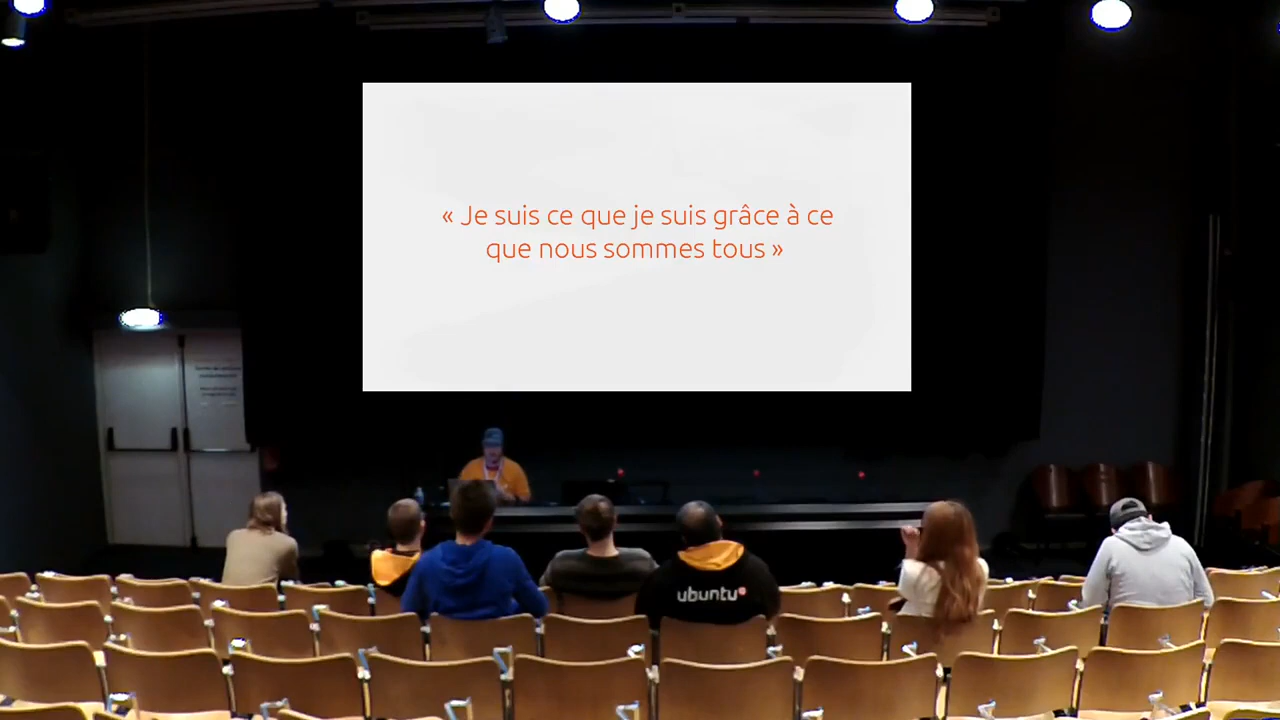 « Je suis ce que je suis grâce à ce
que nous sommes tous »
ubuntu